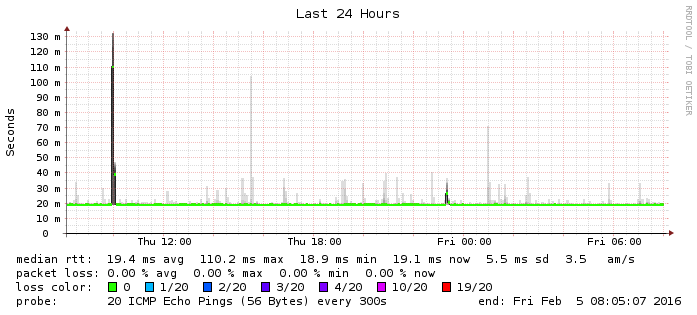 Last 24 Hours
RRDTOOL / TOBI OETIKER
Seconds
130 m
120 m
110 m
100 m
90 m
80 m
70 m
60 m
50 m
40 m
30 m
20 m
10 m
0
Thu 12:00 Thu 18:00 Fri 00:00 Fri 06:00
median rtt: 19.4 ms avg 110.2 ms max 18.9 ms min 19.1 ms now 5.5 ms sd 3.5 am/s
packet loss: 0.00 % avg 0.00 % max 0.00 % min 0.00 % now
loss color: 0 1/20 2/20 3/20 4/20 10/20 19/20
probe: 20 ICMP Echo Pings (56 Bytes) every 300s end: Fri Feb 5 08:05:07 2016